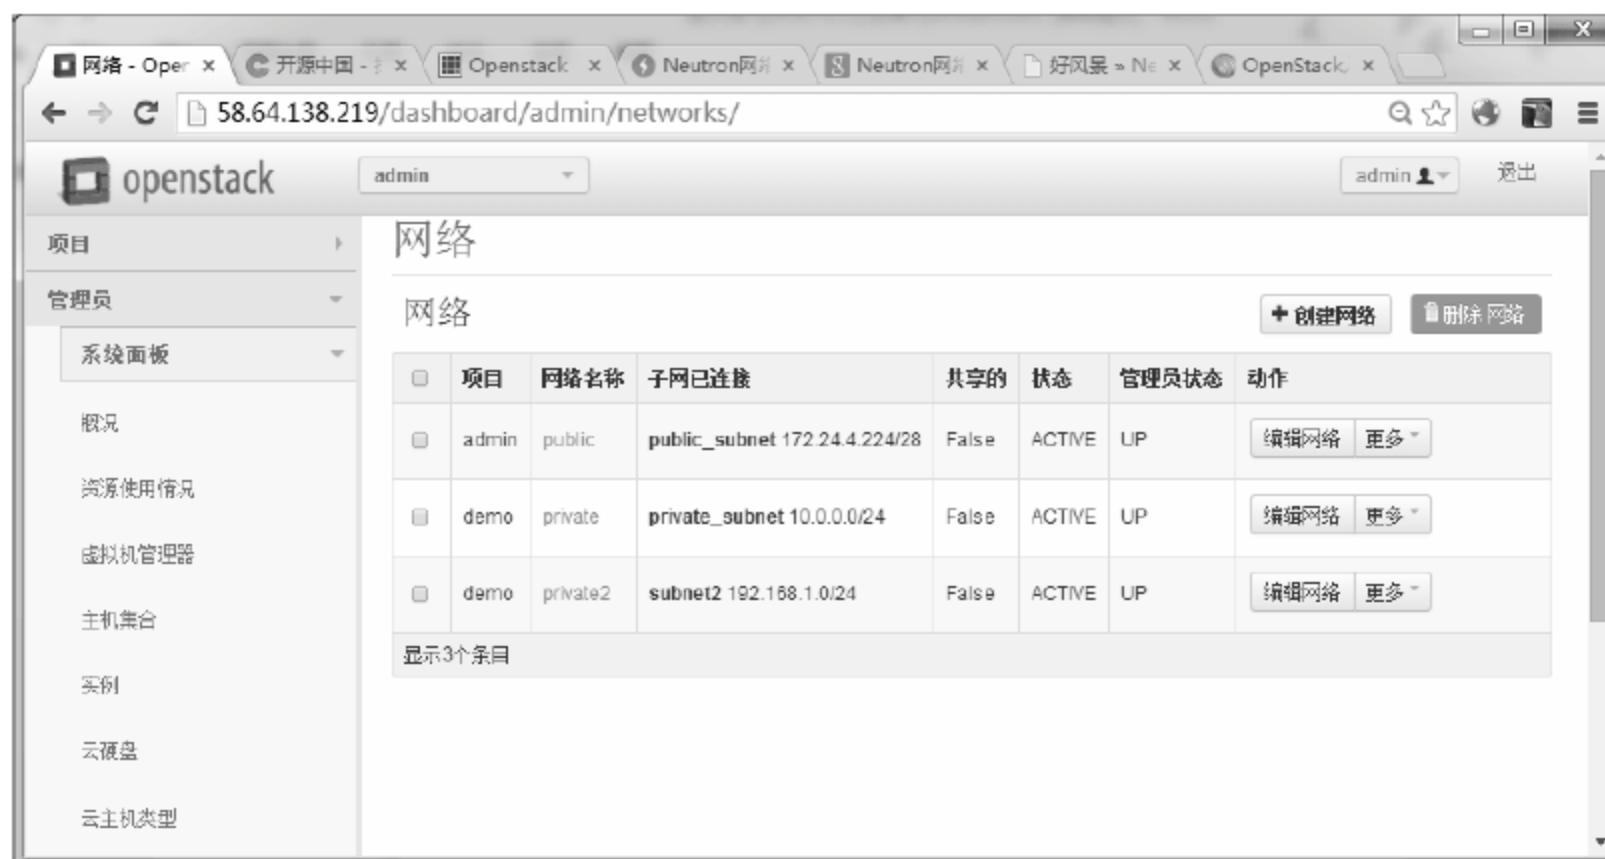 网络 - Oper
开源中国 -
Openstack
Neutron网
Neutron网
好风景 » Ne
OpenStack
58.64.138.219/dashboard/admin/networks/
openstack
admin
admin
退出
项目
管理员
系统面板
概况
资源使用情况
虚拟机管理器
主机集合
实例
云硬盘
云主机类型
网络
网络
创建网络
删除网络
项目 网络名称 子网已连接 共享的 状态 管理员状态 动作
admin public public_subnet 172.24.4.224/28 False ACTIVE UP 编辑网络 更多
demo private private_subnet 10.0.0.0/24 False ACTIVE UP 编辑网络 更多
demo private2 subnet2 192.168.1.0/24 False ACTIVE UP 编辑网络 更多
显示3个条目